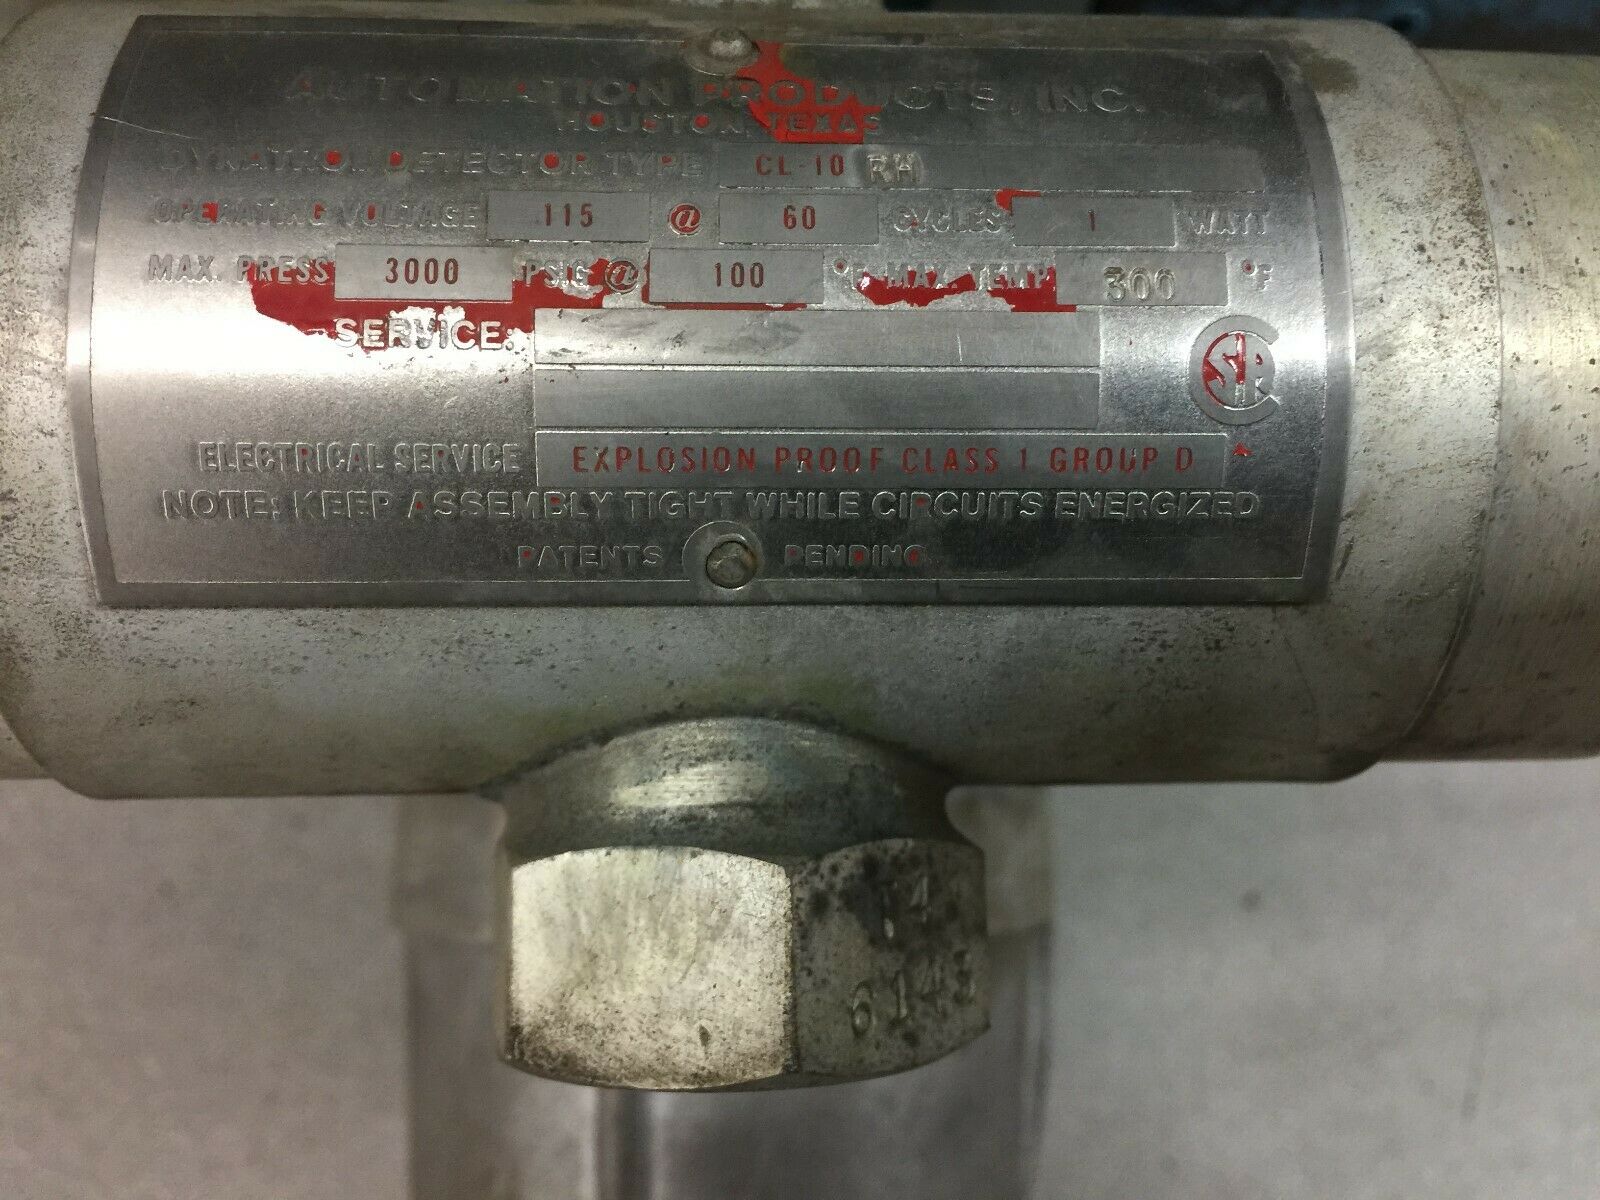 AUTOMATION PRODUCTS, INC.
HOUSTON, TEXAS
DYNATROL DETECTOR TYPE CL-10 RH
OPERATING VOLTAGE 115 @ 60 CYCLES 1 WATT
MAX. PRESS 3000 PSIG @ 100 °F MAX. TEMP 300 °F
SERVICE:
ELECTRICAL SERVICE EXPLOSION PROOF CLASS 1 GROUP D
NOTE: KEEP ASSEMBLY TIGHT WHILE CIRCUITS ENERGIZED
PATENTS PENDING
14